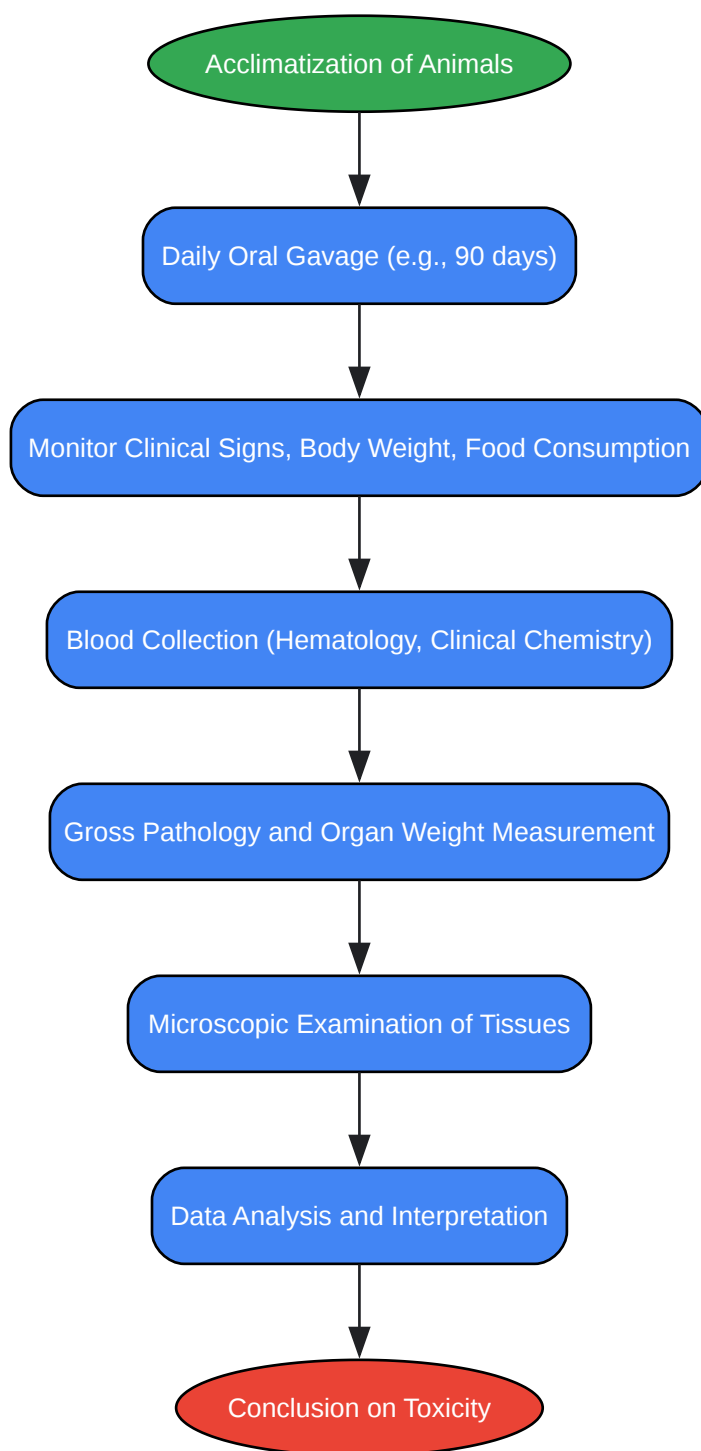 Acclimatization of Animals
Daily Oral Gavage (e.g., 90 days)
Monitor Clinical Signs, Body Weight, Food Consumption
Blood Collection (Hematology, Clinical Chemistry)
Gross Pathology and Organ Weight Measurement
Microscopic Examination of Tissues
Data Analysis and Interpretation
Conclusion on Toxicity